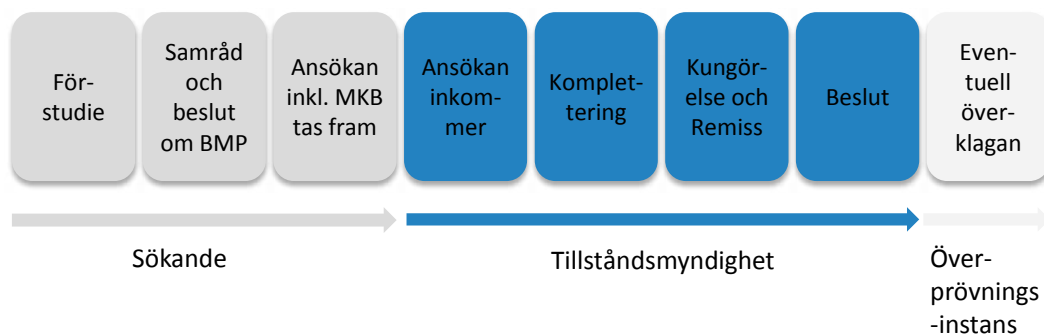 För-
studie
Samråd
och
beslut
om BMP
Ansökan
inkl. MKB
tas fram
Ansökan
inkom-
mer
Komplet-
tering
Kungör-
else och
Remiss
Beslut
Even-
tuell
över-
klagan
Sökande
Tillståndsmyndighet
Över-
prövnings
-instans